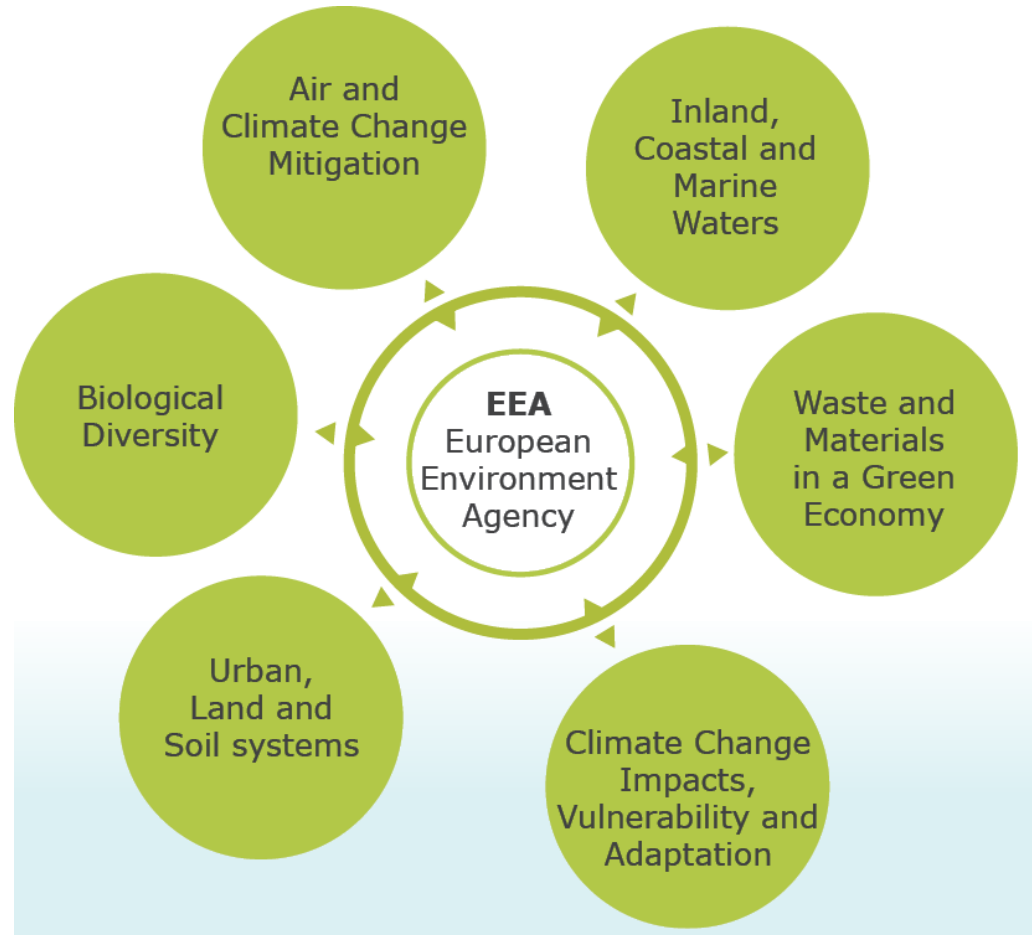 Air and
Climate Change
Mitigation
Inland,
Coastal and
Marine
Waters
Biological
Diversity
EEA
European
Environment
Agency
Waste and
Materials
in a Green
Economy
Urban,
Land and
Soil systems
Climate Change
Impacts,
Vulnerability and
Adaptation